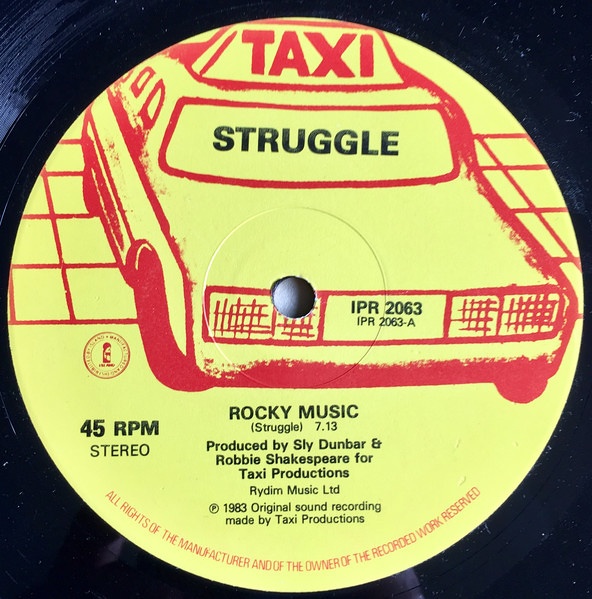 TAXI
STRUGGLE
IPR 2063
IPR 2063-A
45 RPM
STEREO
ROCKY MUSIC
(Struggle) 7.13
Produced by Sly Dunbar &
Robbie Shakespeare for
Taxi Productions
Rydim Music Ltd
℗ 1983 Original sound recording
made by Taxi Productions
ALL RIGHTS OF THE MANUFACTURER AND OF THE OWNER OF THE RECORDED WORK RESERVED